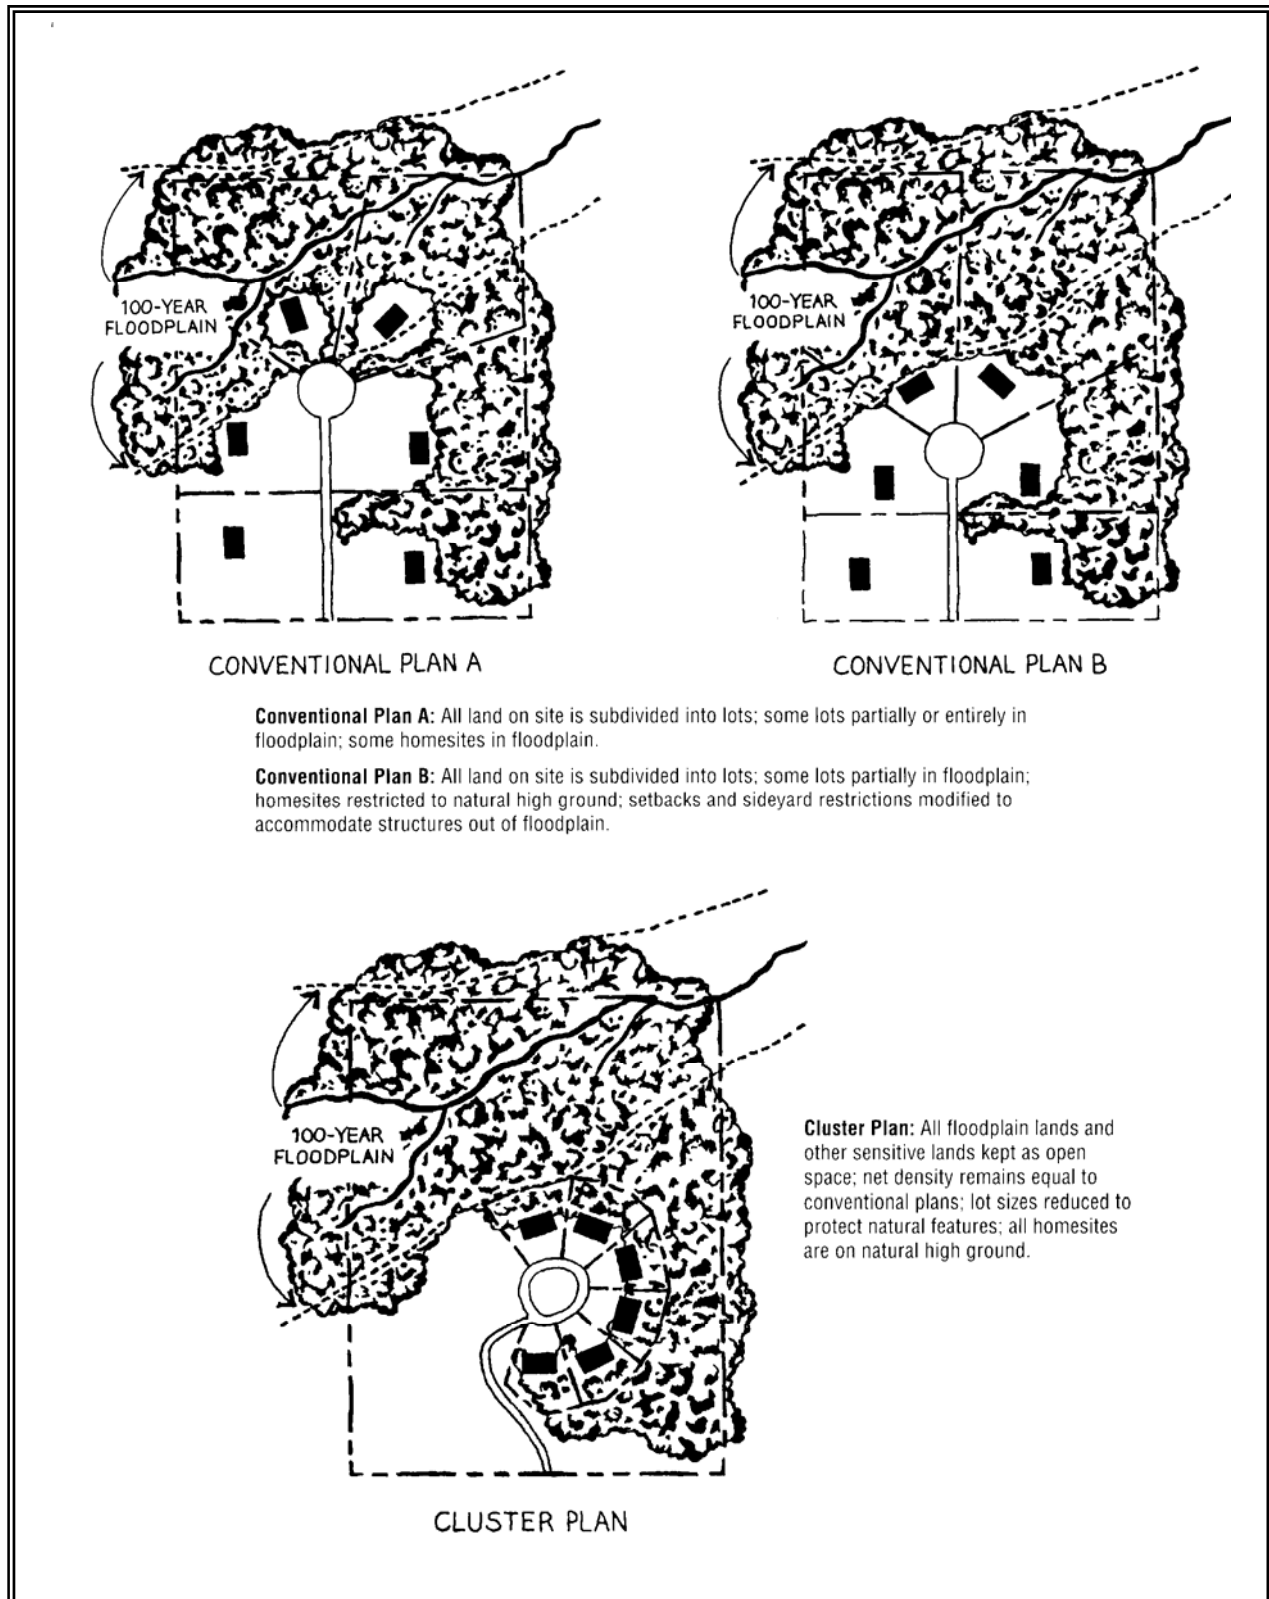 100-YEAR
FLOODPLAIN
100-YEAR
FLOODPLAIN
CONVENTIONAL PLAN A
CONVENTIONAL PLAN B
Conventional Plan A: All land on site is subdivided into lots; some lots partially or entirely in
floodplain; some homesites in floodplain.
Conventional Plan B: All land on site is subdivided into lots; some lots partially in floodplain;
homesites restricted to natural high ground; setbacks and sideyard restrictions modified to
accommodate structures out of floodplain.
100-YEAR
FLOODPLAIN
Cluster Plan: All floodplain lands and
other sensitive lands kept as open
space; net density remains equal to
conventional plans; lot sizes reduced to
protect natural features; all homesites
are on natural high ground.
CLUSTER PLAN